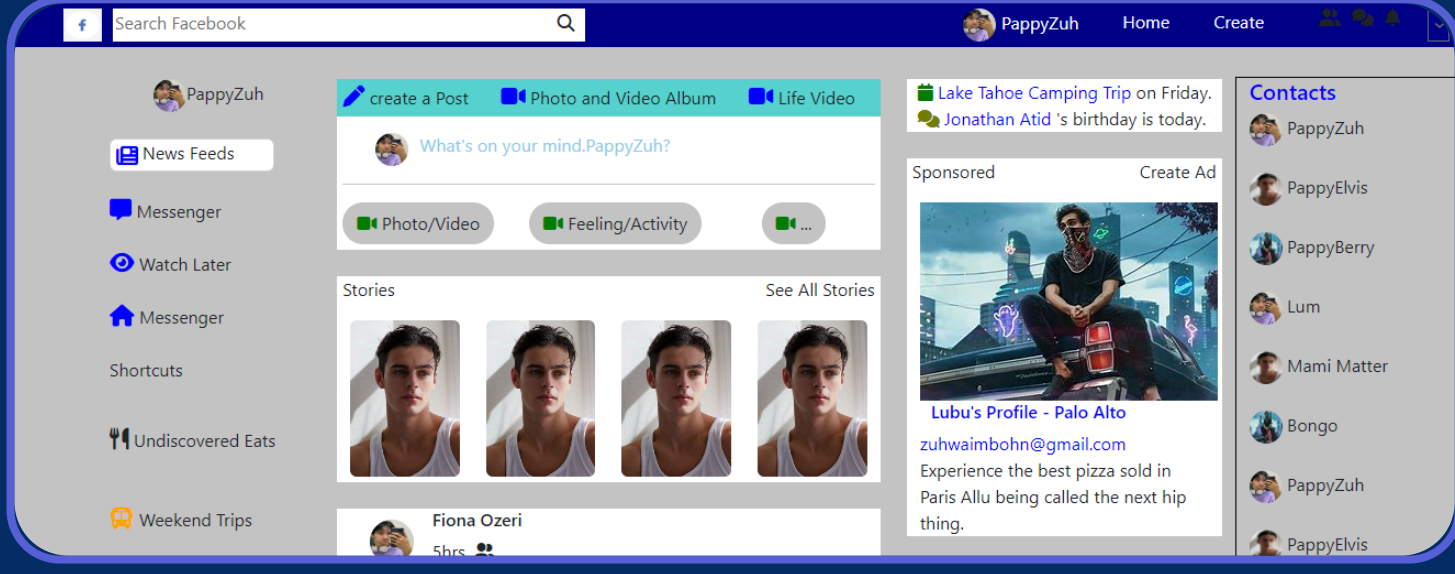 f
Search Facebook
PappyZuh
Home
Create
PappyZuh
News Feeds
Messenger
Watch Later
Messenger
Shortcuts
Undiscovered Eats
Weekend Trips
create a Post
Photo and Video Album
Life Video
What's on your mind.PappyZuh?
Photo/Video
Feeling/Activity
...
Stories
See All Stories
Fiona Ozeri
5hrs
Lake Tahoe Camping Trip on Friday.
Jonathan Atid 's birthday is today.
Sponsored
Create Ad
Lubu's Profile - Palo Alto
zuhwaimbohn@gmail.com
Experience the best pizza sold in
Paris Allu being called the next hip
thing.
Contacts
PappyZuh
PappyElvis
PappyBerry
Lum
Mami Matter
Bongo
PappyZuh
PappyElvis